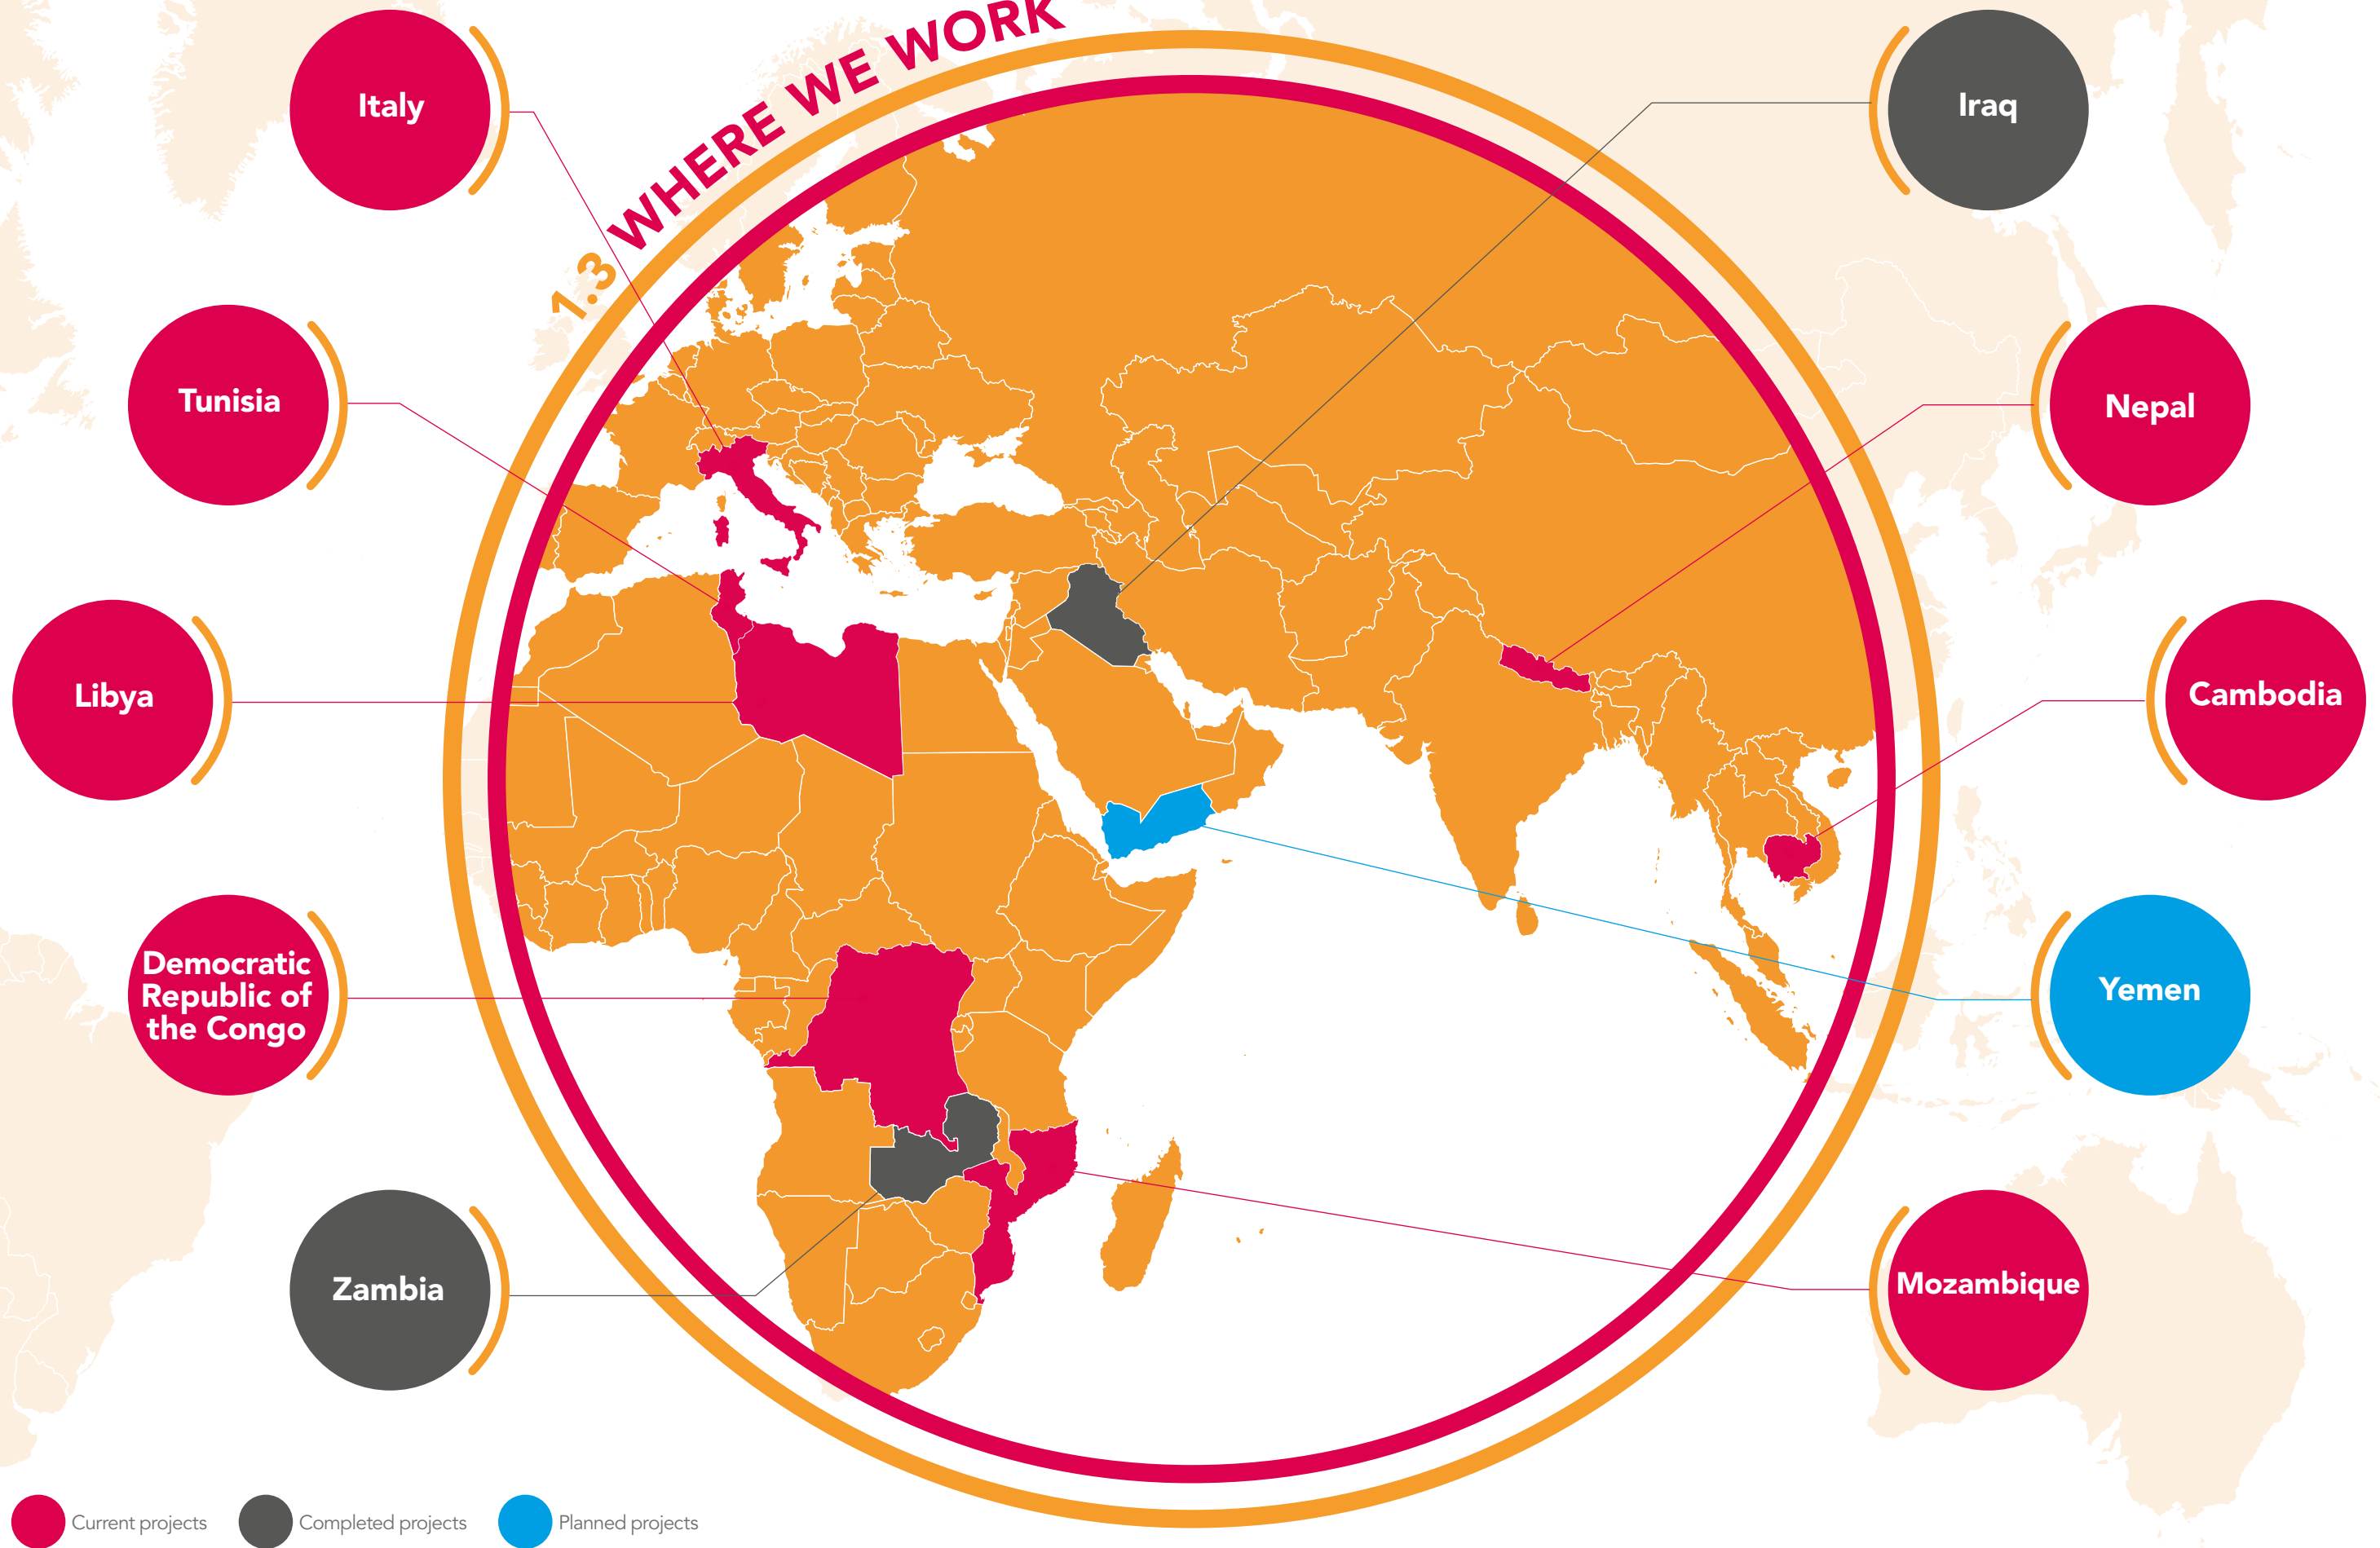 1.3 WHERE WE WORK
Italy
Tunisia
Libya
Democratic
Republic of
the Congo
Zambia
Iraq
Nepal
Cambodia
Yemen
Mozambique
Current projects
Completed projects
Planned projects